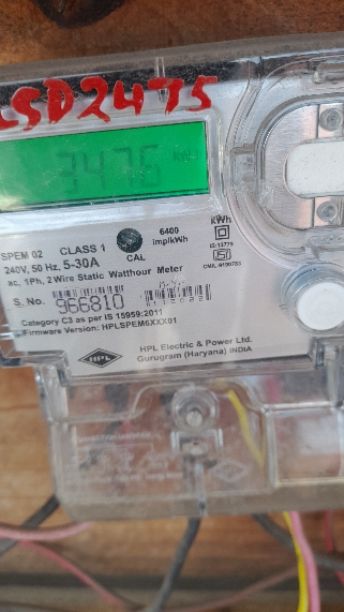 LSD2475
3476 kWh
6400
imp/kWh
kWh
SPEM 02 CLASS 1
CAL
IS 13779
240V, 50 Hz, 5-30A
ac, 1Ph, 2Wire Static Watthour Meter
S. No. 966810
Category C3 as per IS 15959:2011
Firmware Version: HPLSPEM6XXX01
HPL
HPL Electric & Power Ltd.
Gurugram (Haryana) INDIA